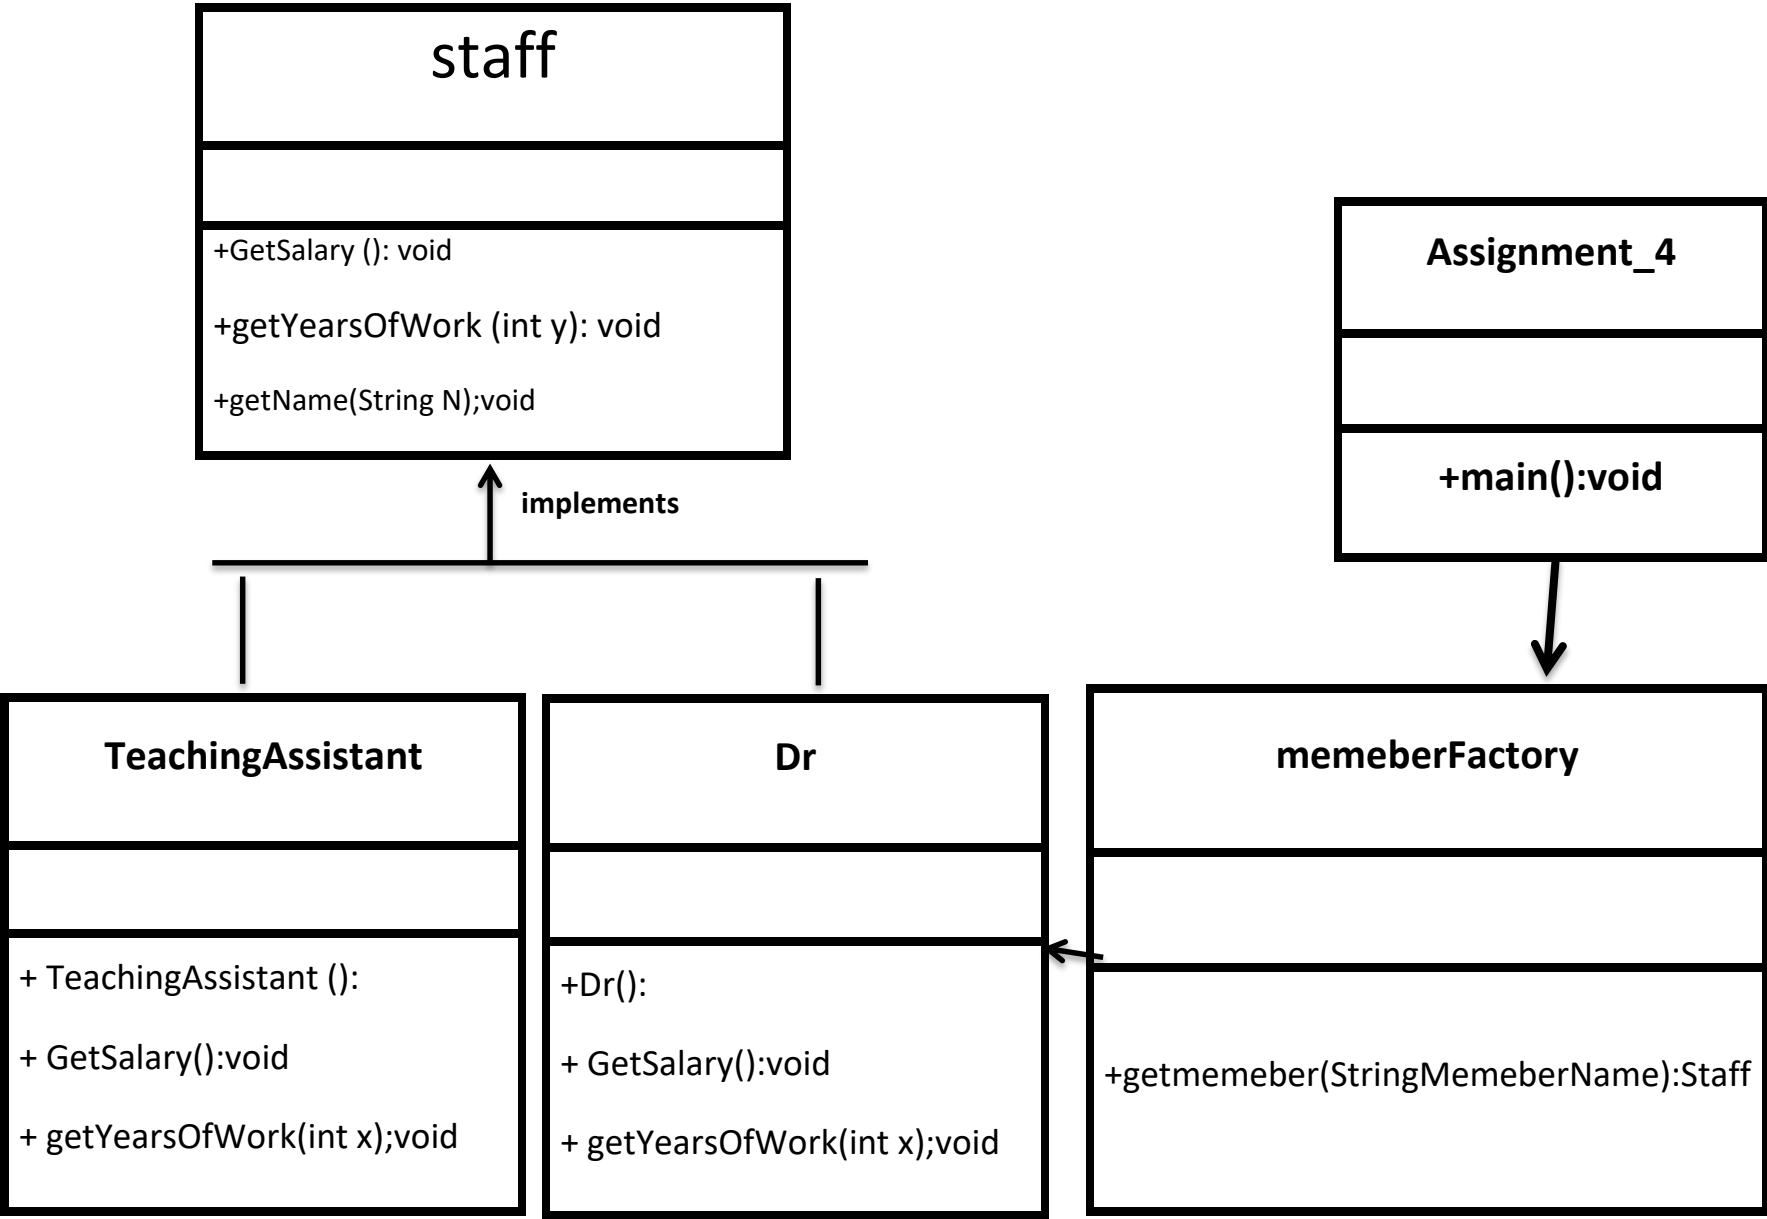 staff
+GetSalary (): void
+getYearsOfWork (int y): void
+getName(String N);void
implements
Assignment_4
+main():void
TeachingAssistant
+ TeachingAssistant ():
+ GetSalary():void
+ getYearsOfWork(int x);void
Dr
+Dr():
+ GetSalary():void
+ getYearsOfWork(int x);void
memeberFactory
+getmemeber(StringMemeberName):Staff